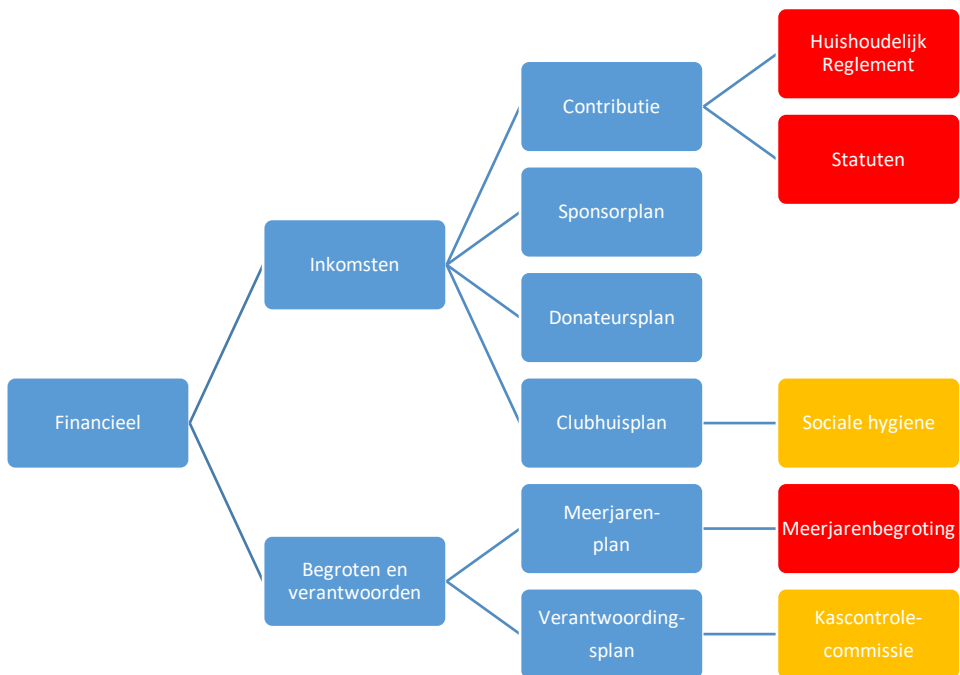 Financieel
Inkomsten
Contributie
Huishoudelijk
Reglement
Statuten
Sponsorplan
Donateursplan
Clubhuisplan
Sociale hygiene
Begroten en
verantwoorden
Meerjaren-
plan
Meerjarenbegroting
Verantwoording-
splan
Kascontrole-
commissie